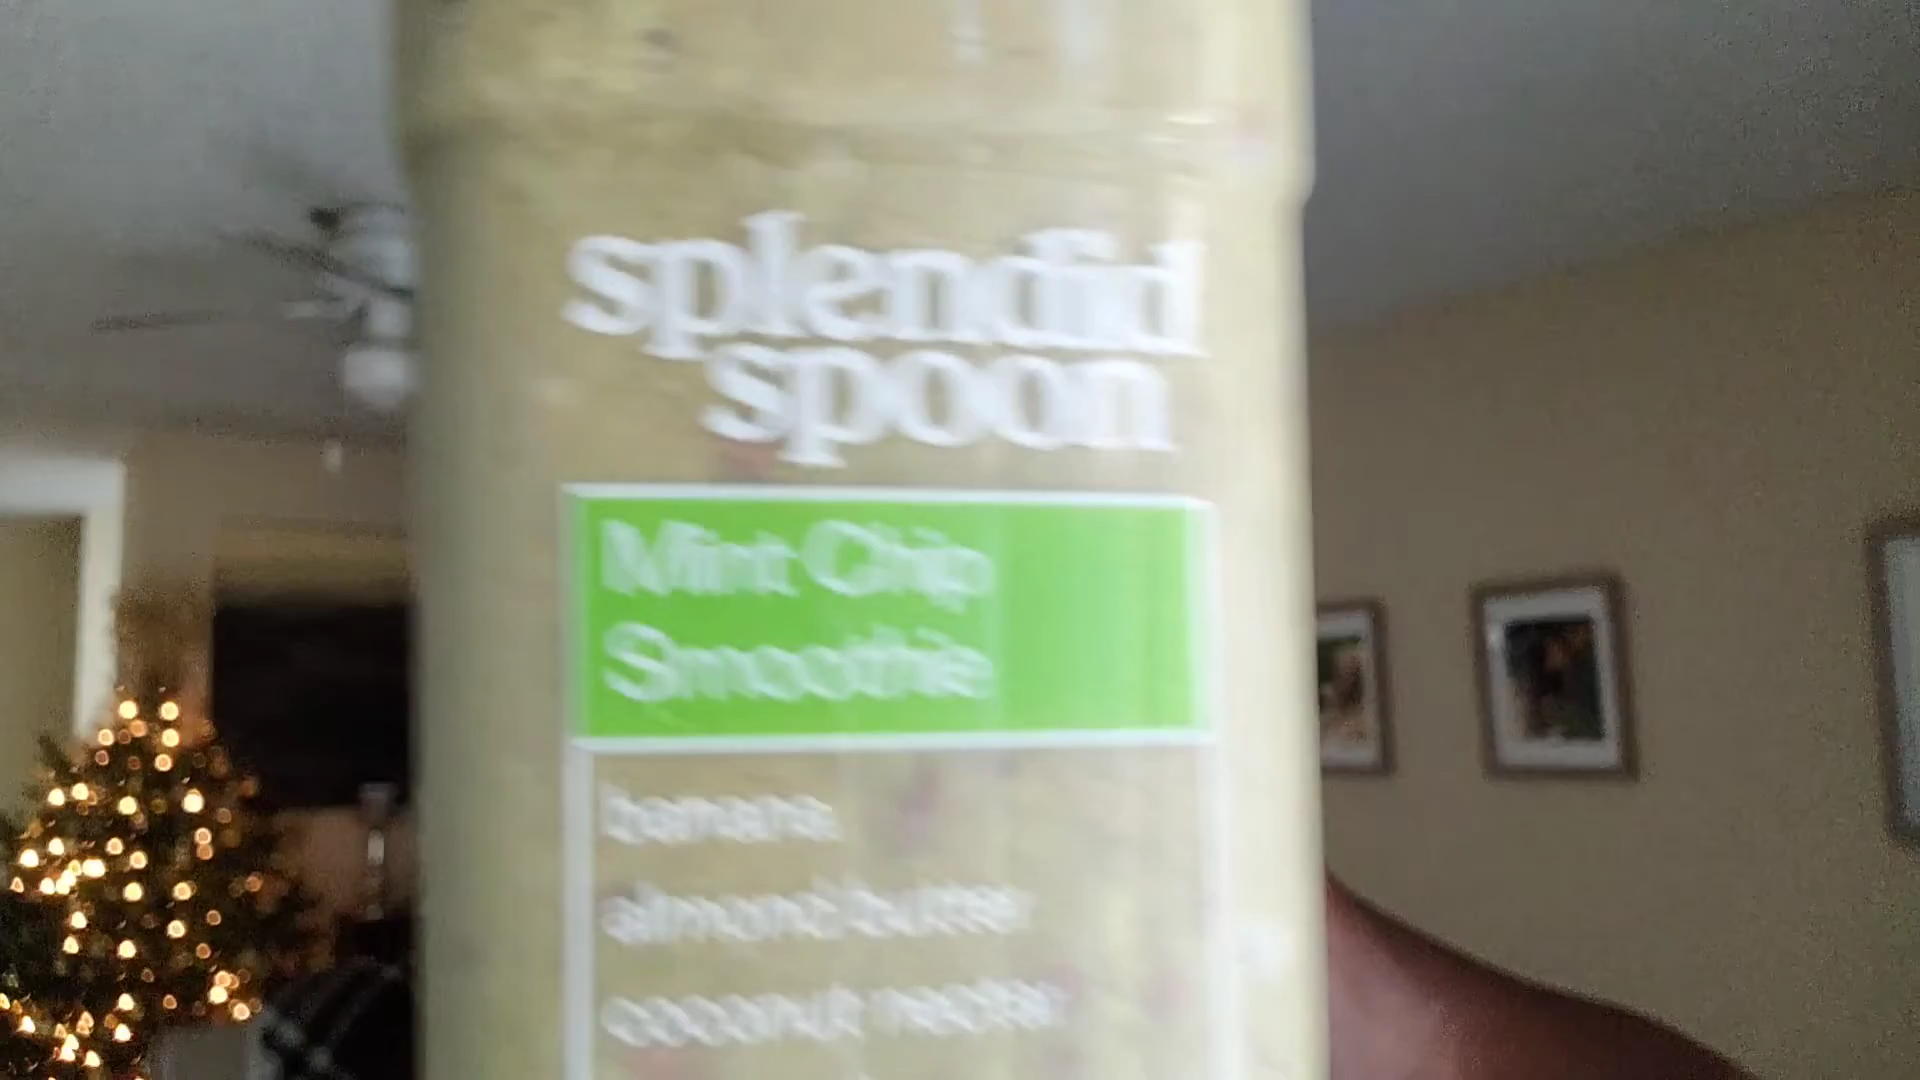 splendid
spoon
Mint Chip
Smoothie
banana
almond butter
coconut nectar